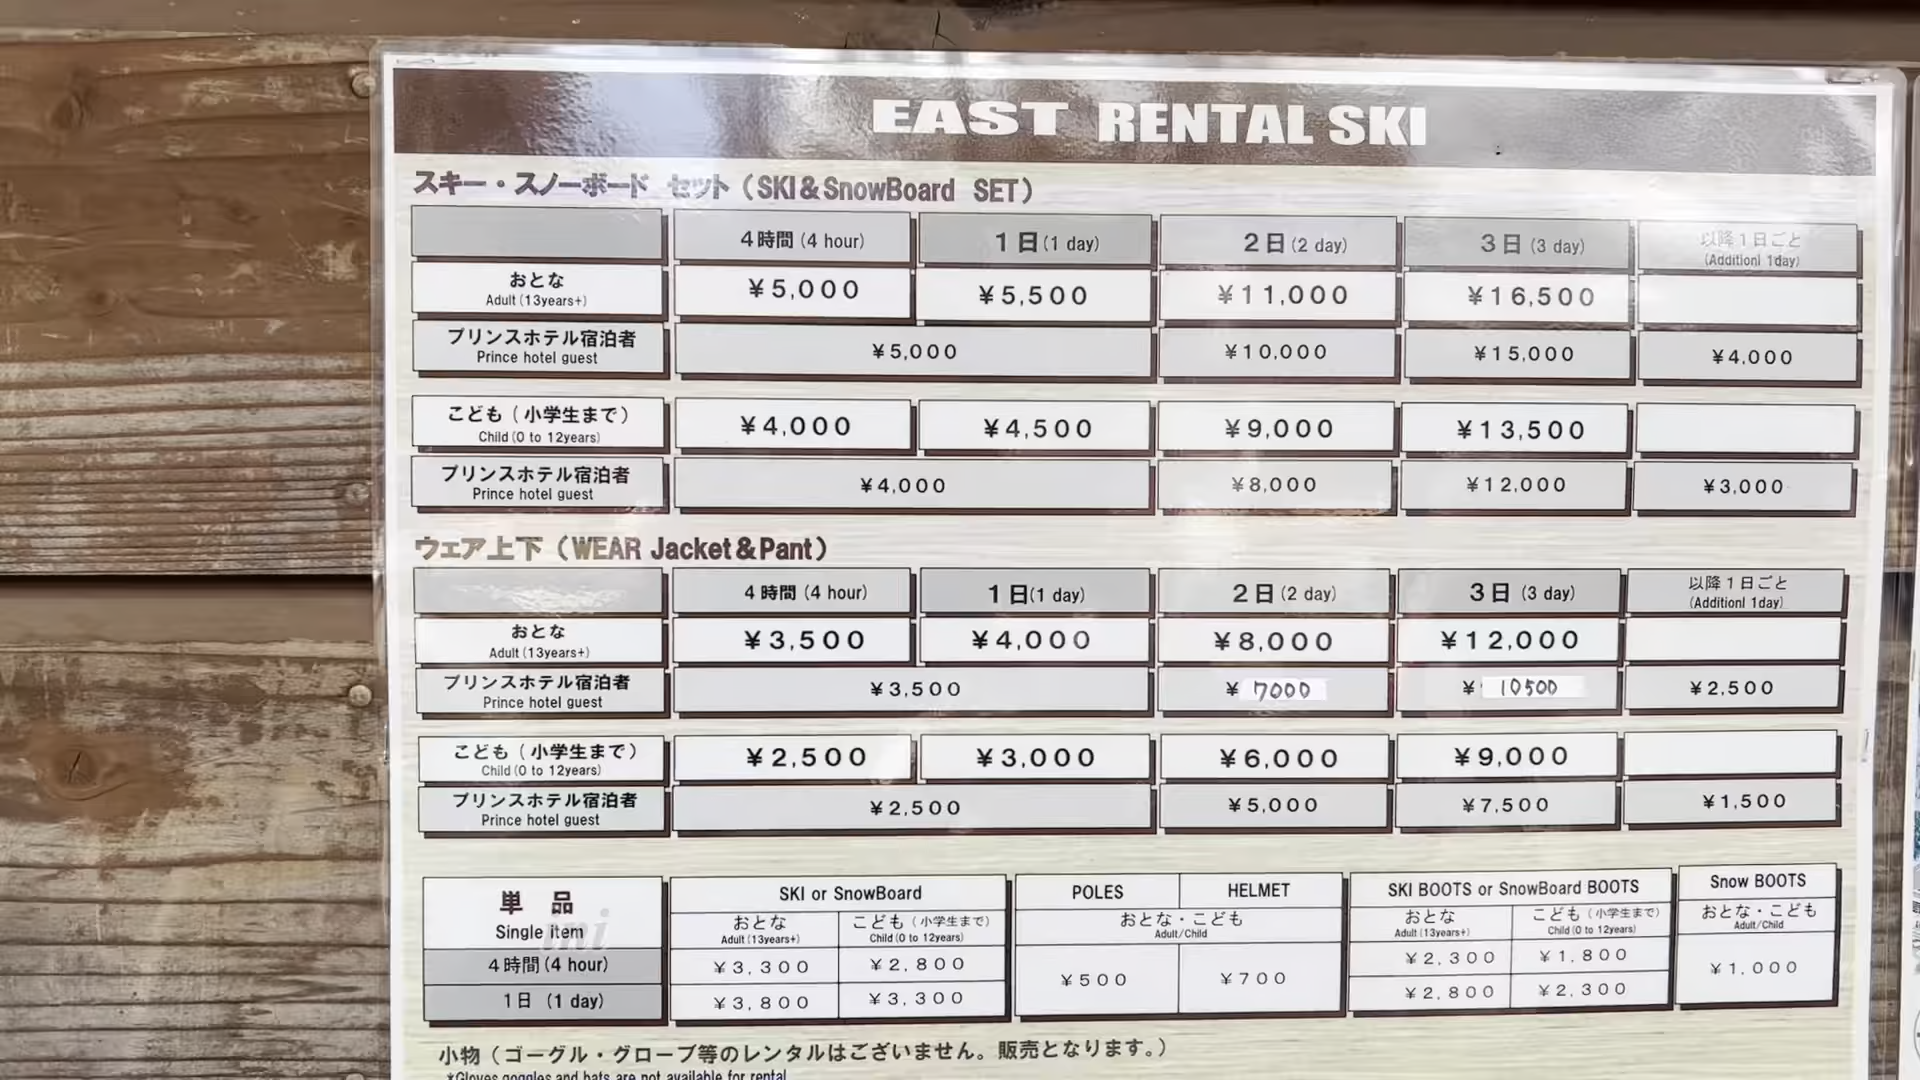 EAST RENTAL SKI
スキー・スノーボード セット（SKI&SnowBoard SET）
4時間 (4 hour) 1日(1 day) 2日(2 day) 3日(3 day) 以降1日ごと
(Additionl 1day)
おとな ¥5,000 ¥5,500 ¥11,000 ¥16,500
Adult(13years+)
プリンスホテル宿泊者 ¥5,000 ¥10,000 ¥15,000 ¥4,000
Prince hotel guest
こども（小学生まで） ¥4,000 ¥4,500 ¥9,000 ¥13,500
Child(0 to 12years)
プリンスホテル宿泊者 ¥4,000 ¥8,000 ¥12,000 ¥3,000
Prince hotel guest
ウェア上下（WEAR Jacket&Pant）
4時間 (4 hour) 1日(1 day) 2日(2 day) 3日(3 day) 以降1日ごと
(Additionl 1day)
おとな ¥3,500 ¥4,000 ¥8,000 ¥12,000
Adult(13years+)
プリンスホテル宿泊者 ¥3,500 ¥7000 ¥10500 ¥2,500
Prince hotel guest
こども（小学生まで） ¥2,500 ¥3,000 ¥6,000 ¥9,000
Child(0 to 12years)
プリンスホテル宿泊者 ¥2,500 ¥5,000 ¥7,500 ¥1,500
Prince hotel guest
単品 SKI or SnowBoard POLES HELMET SKI BOOTS or SnowBoard BOOTS Snow BOOTS
Single item おとな こども（小学生まで） おとな・こども おとな こども（小学生まで） おとな・こども
Adult(13years+) Child(0 to 12years) Adult/Child Adult(13years+) Child(0 to 12years) Adult/Child
4時間(4 hour) ¥3,300 ¥2,800 ¥500 ¥700 ¥2,300 ¥1,800 ¥1,000
1日 (1 day) ¥3,800 ¥3,300 ¥2,800 ¥2,300
小物（ゴーグル・グローブ等のレンタルはございません。販売となります。）
*Gloves goggles and hats are not available for rental